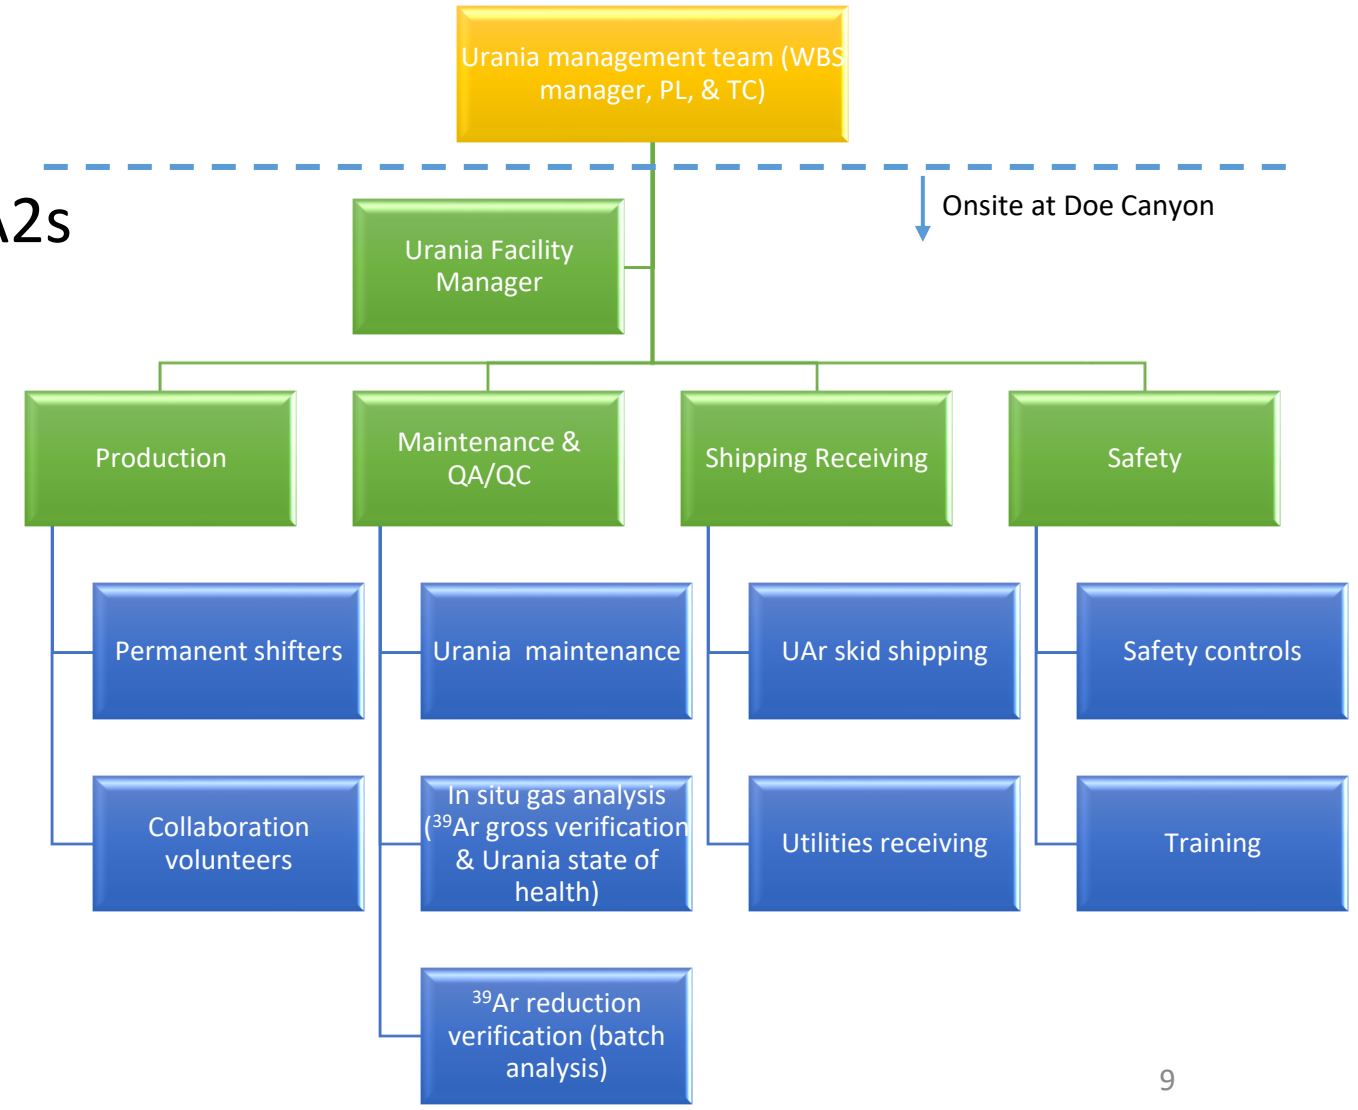 Urania management team (WBS
manager, PL, & TC)
A2s
Onsite at Doe Canyon
Urania Facility
Manager
Production
Maintenance &
QA/QC
Shipping Receiving
Safety
Permanent shifters
Urania  maintenance
UAr skid shipping
Safety controls
Collaboration
volunteers
In situ gas analysis
(³⁹Ar gross verification
& Urania state of
health)
Utilities receiving
Training
³⁹Ar reduction
verification (batch
analysis)
9